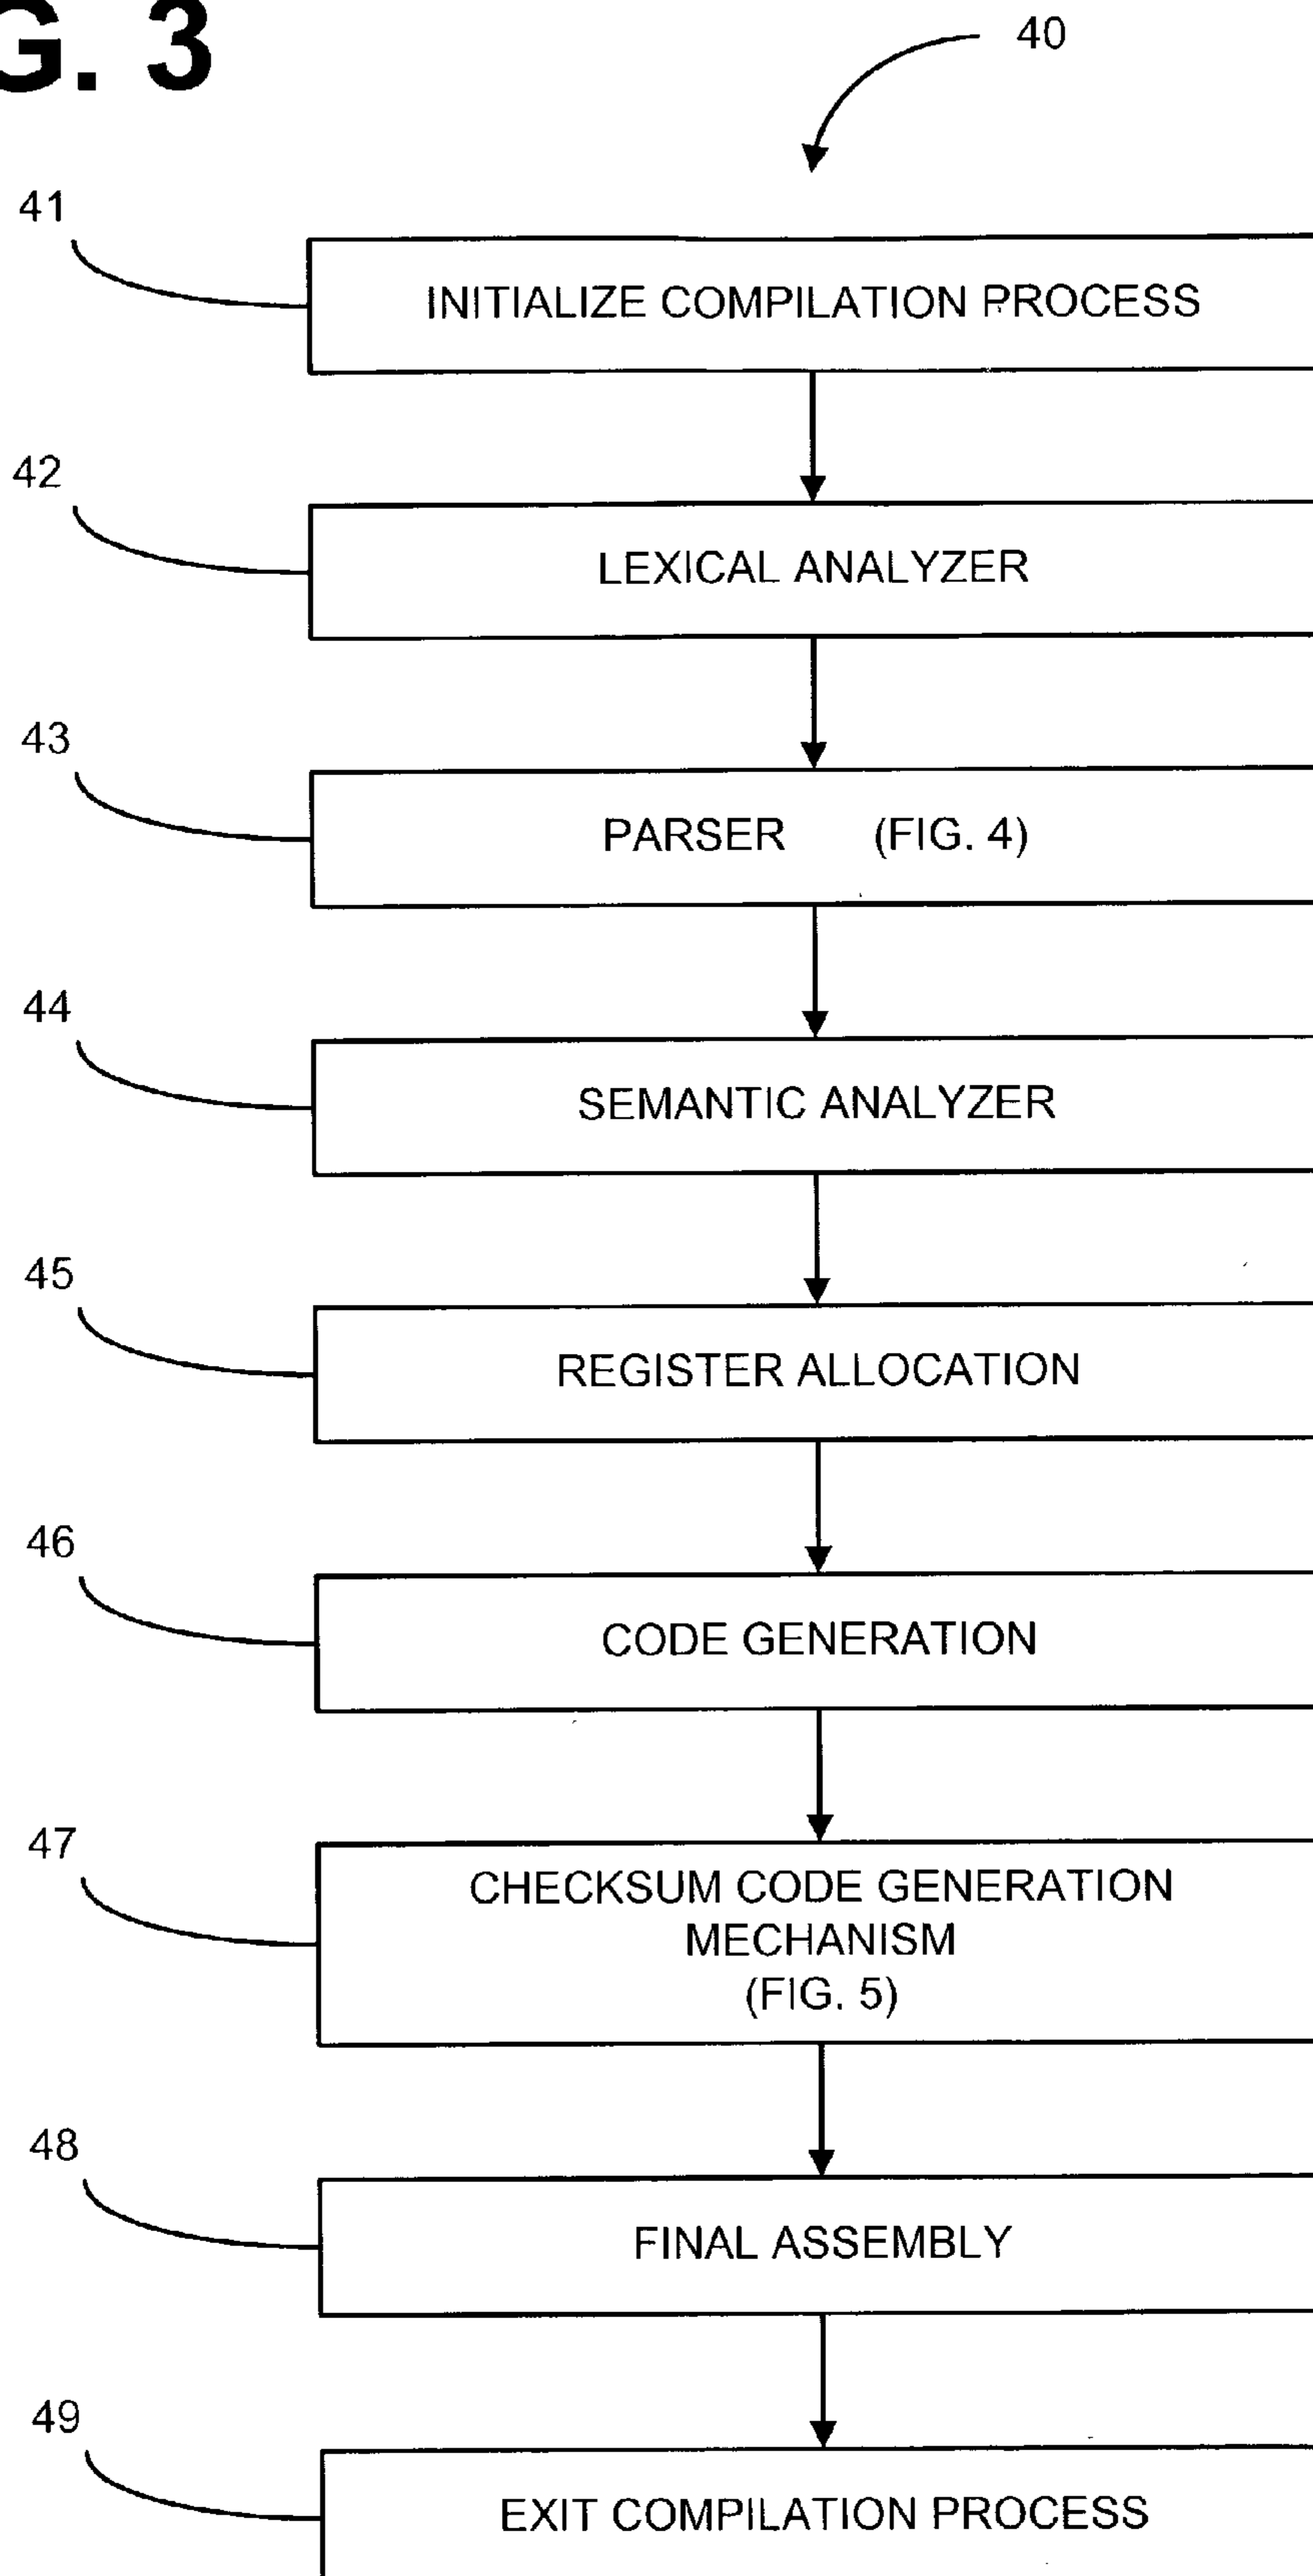 G. 3
40
41
INITIALIZE COMPILATION PROCESS
42
LEXICAL ANALYZER
43
PARSER (FIG. 4)
44
SEMANTIC ANALYZER
45
REGISTER ALLOCATION
46
CODE GENERATION
47
CHECKSUM CODE GENERATION
MECHANISM
(FIG. 5)
48
FINAL ASSEMBLY
49
EXIT COMPILATION PROCESS